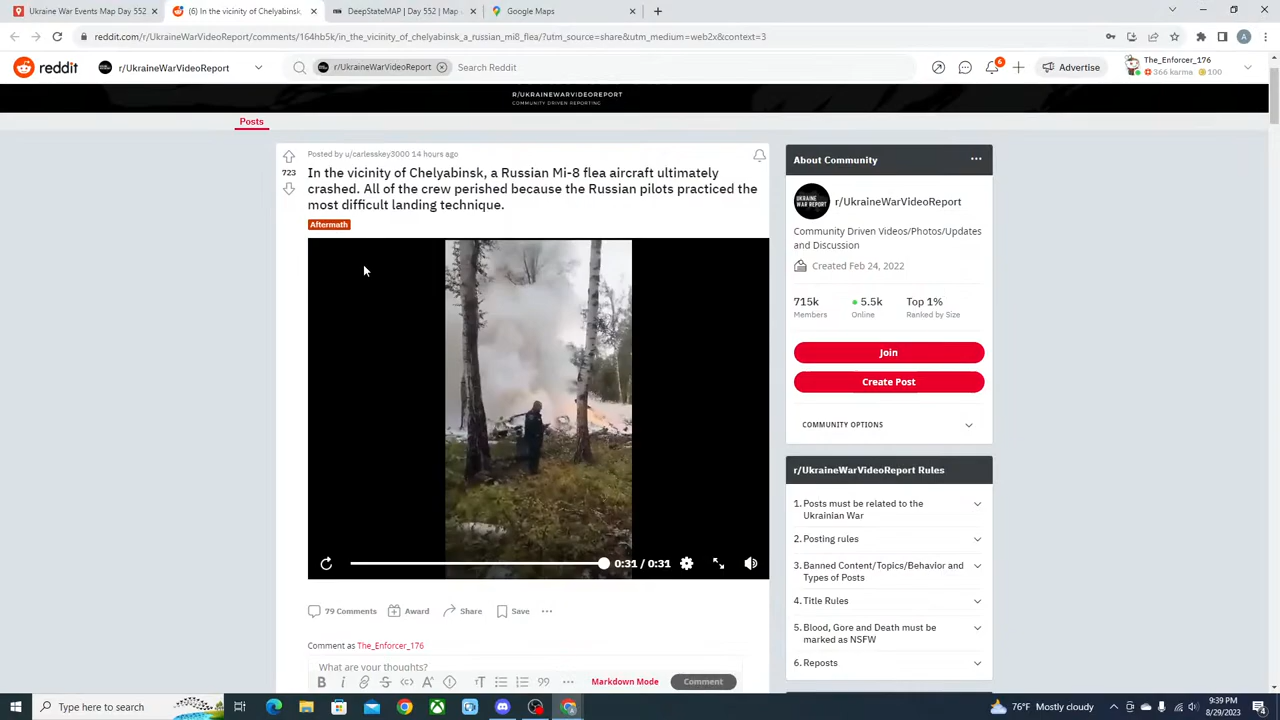 Ukraine War Events Map Day 552
(6) In the vicinity of Chelyabinsk,
DeepStateMAP | Day 552 | Map
Google Maps
reddit.com/r/UkraineWarVideoReport/comments/164hb5k/in_the_vicinity_of_chelyabinsk_a_russian_mi8_flea/?utm_source=share&utm_medium=web2x&context=3
A
reddit
r/UkraineWarVideoReport
r/UkraineWarVideoReport
Search Reddit
6
Advertise
The_Enforcer_176
366 karma
100
R/UKRAINEWARVIDEOREPORT
COMMUNITY DRIVEN REPORTING
Posts
Posted by u/carlesskey3000 14 hours ago
723
In the vicinity of Chelyabinsk, a Russian Mi-8 flea aircraft ultimately
crashed. All of the crew perished because the Russian pilots practiced the
most difficult landing technique.
Aftermath
0:31 / 0:31
79 Comments
Award
Share
Save
Comment as The_Enforcer_176
What are your thoughts?
Markdown Mode
Comment
About Community
UKRAINE
WAR REPORT
r/UkraineWarVideoReport
Community Driven Videos/Photos/Updates
and Discussion
Created Feb 24, 2022
715k
Members
5.5k
Online
Top 1%
Ranked by Size
Join
Create Post
COMMUNITY OPTIONS
r/UkraineWarVideoReport Rules
1. Posts must be related to the
Ukrainian War
2. Posting rules
3. Banned Content/Topics/Behavior and
Types of Posts
4. Title Rules
5. Blood, Gore and Death must be
marked as NSFW
6. Reposts
Type here to search
76°F Mostly cloudy
9:39 PM
8/29/2023